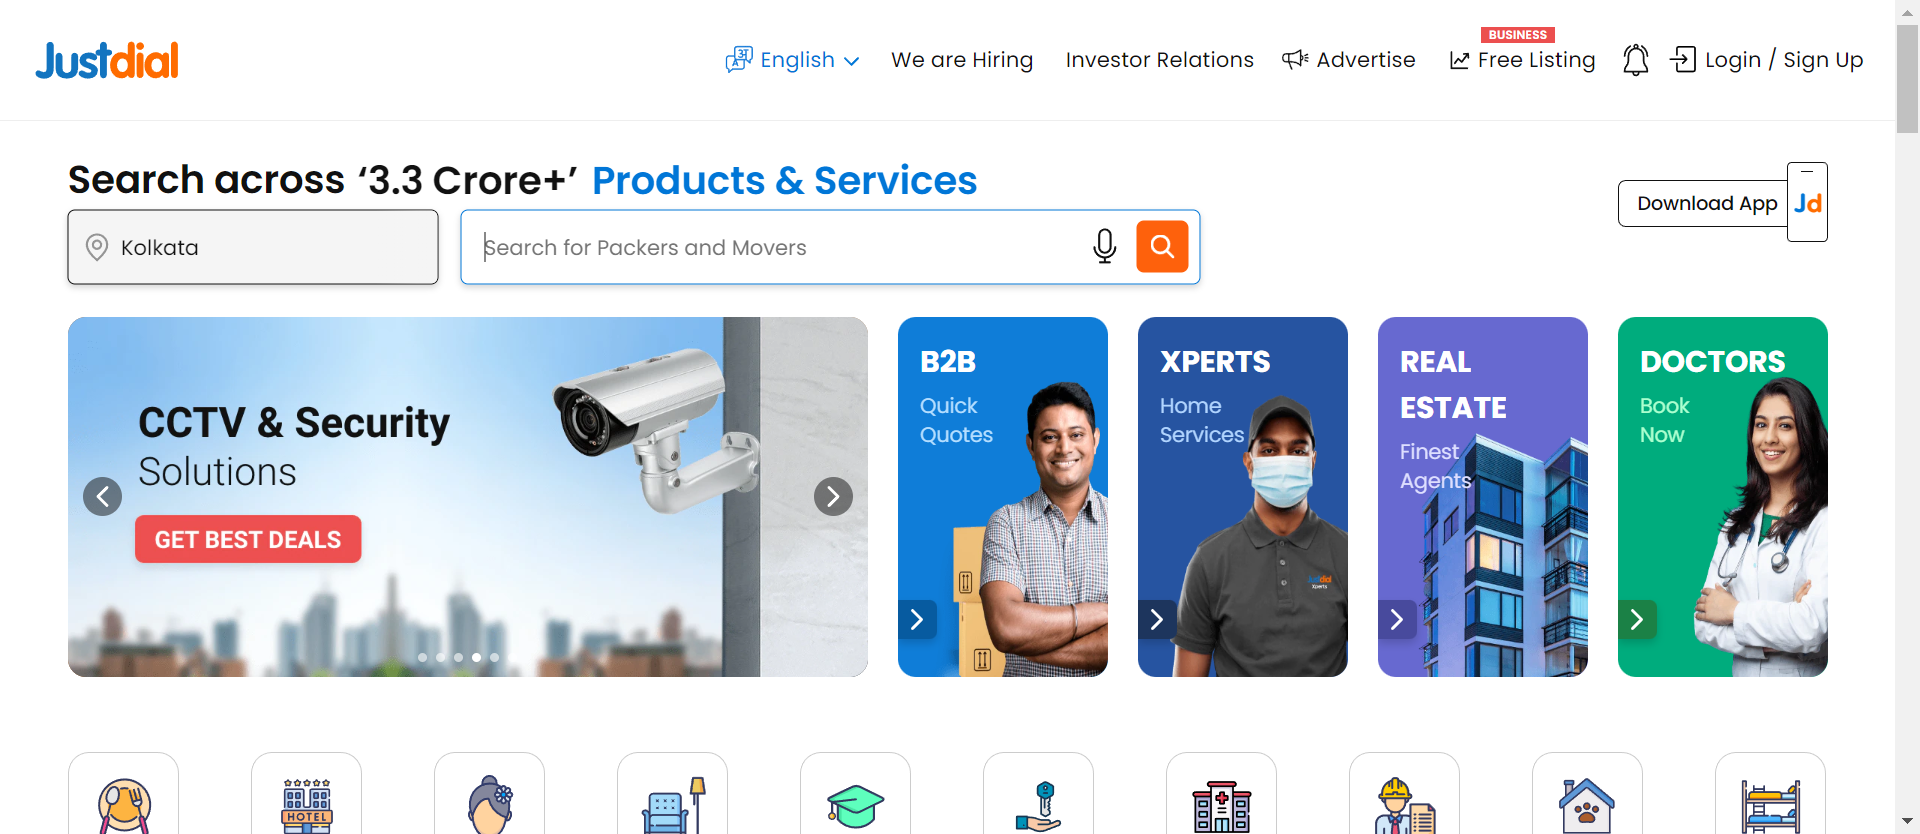 Justdial
English
We are Hiring
Investor Relations
Advertise
BUSINESS
Free Listing
Login / Sign Up
Search across ‘3.3 Crore+’ Products & Services
Download App
Jd
Kolkata
Search for Packers and Movers
CCTV & Security
Solutions
GET BEST DEALS
B2B
Quick
Quotes
XPERTS
Home
Services
Justdial
Xperts
REAL
ESTATE
Finest
Agents
DOCTORS
Book
Now
HOTEL